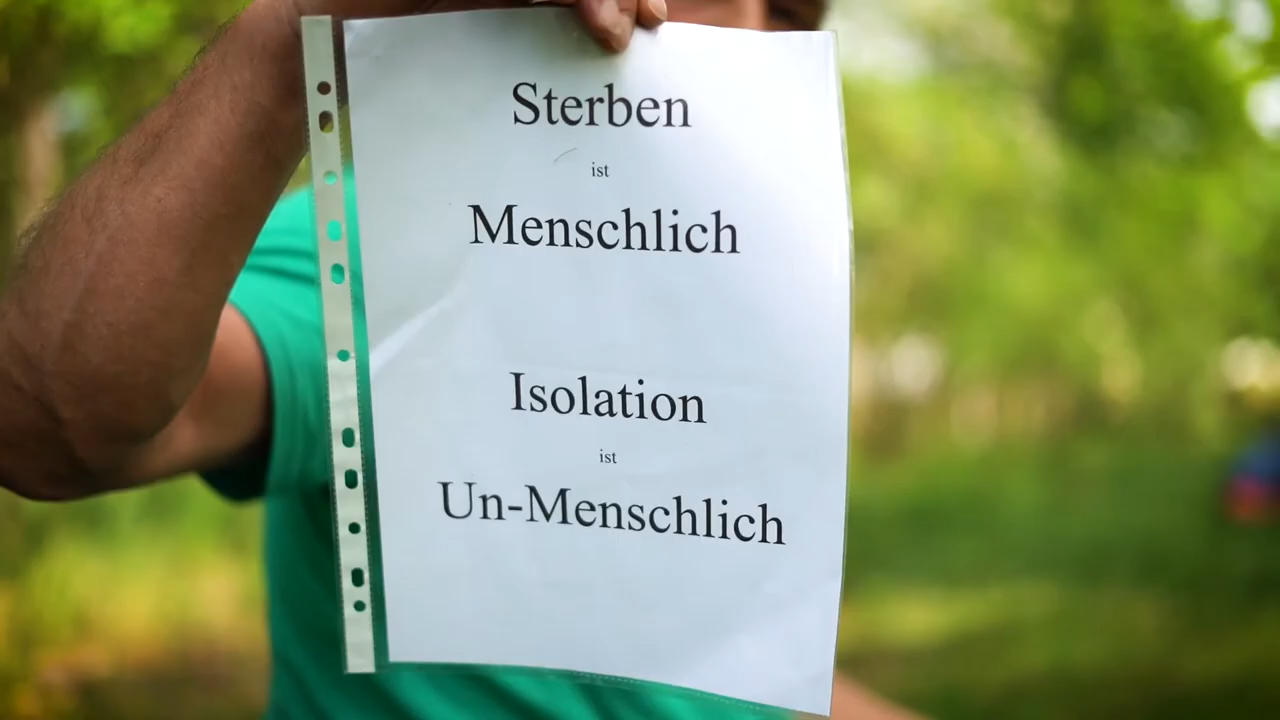 Sterben
ist
Menschlich
Isolation
ist
Un-Menschlich